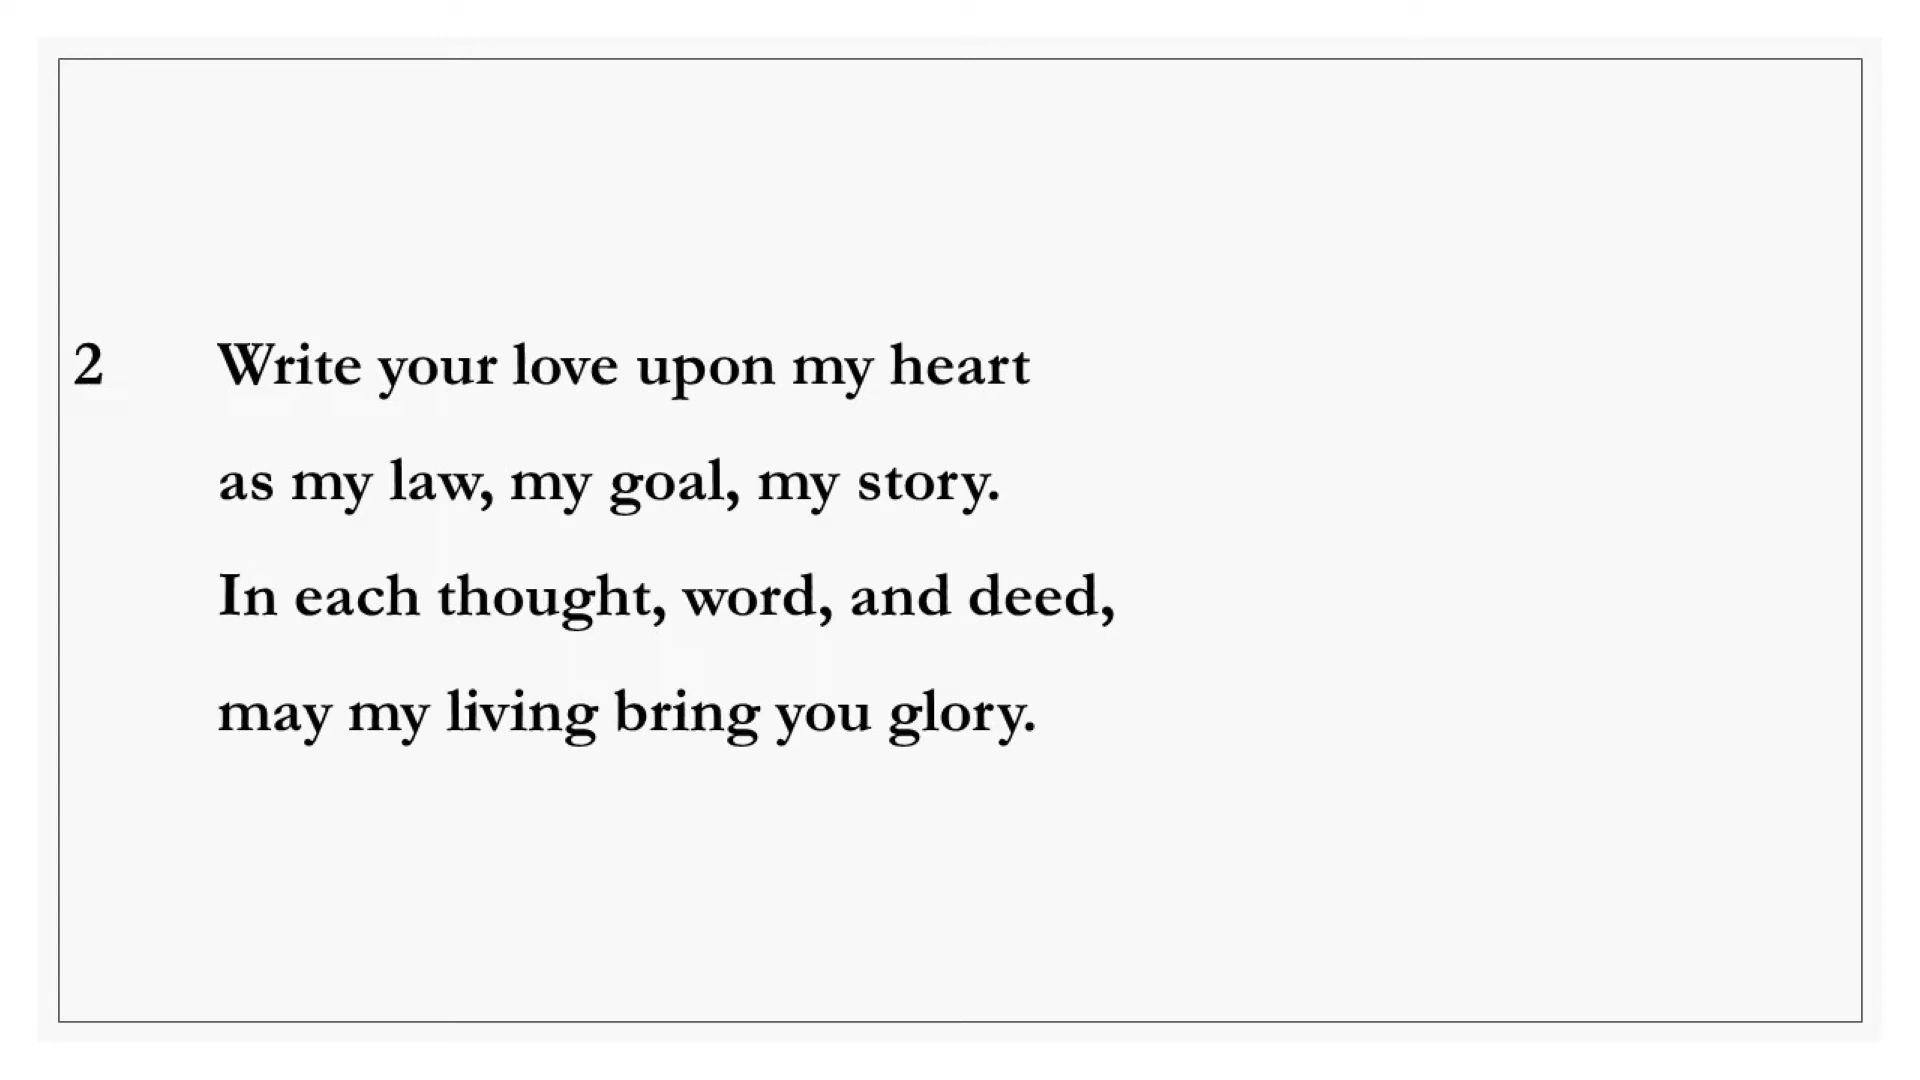 2 Write your love upon my heart
as my law, my goal, my story.
In each thought, word, and deed,
may my living bring you glory.